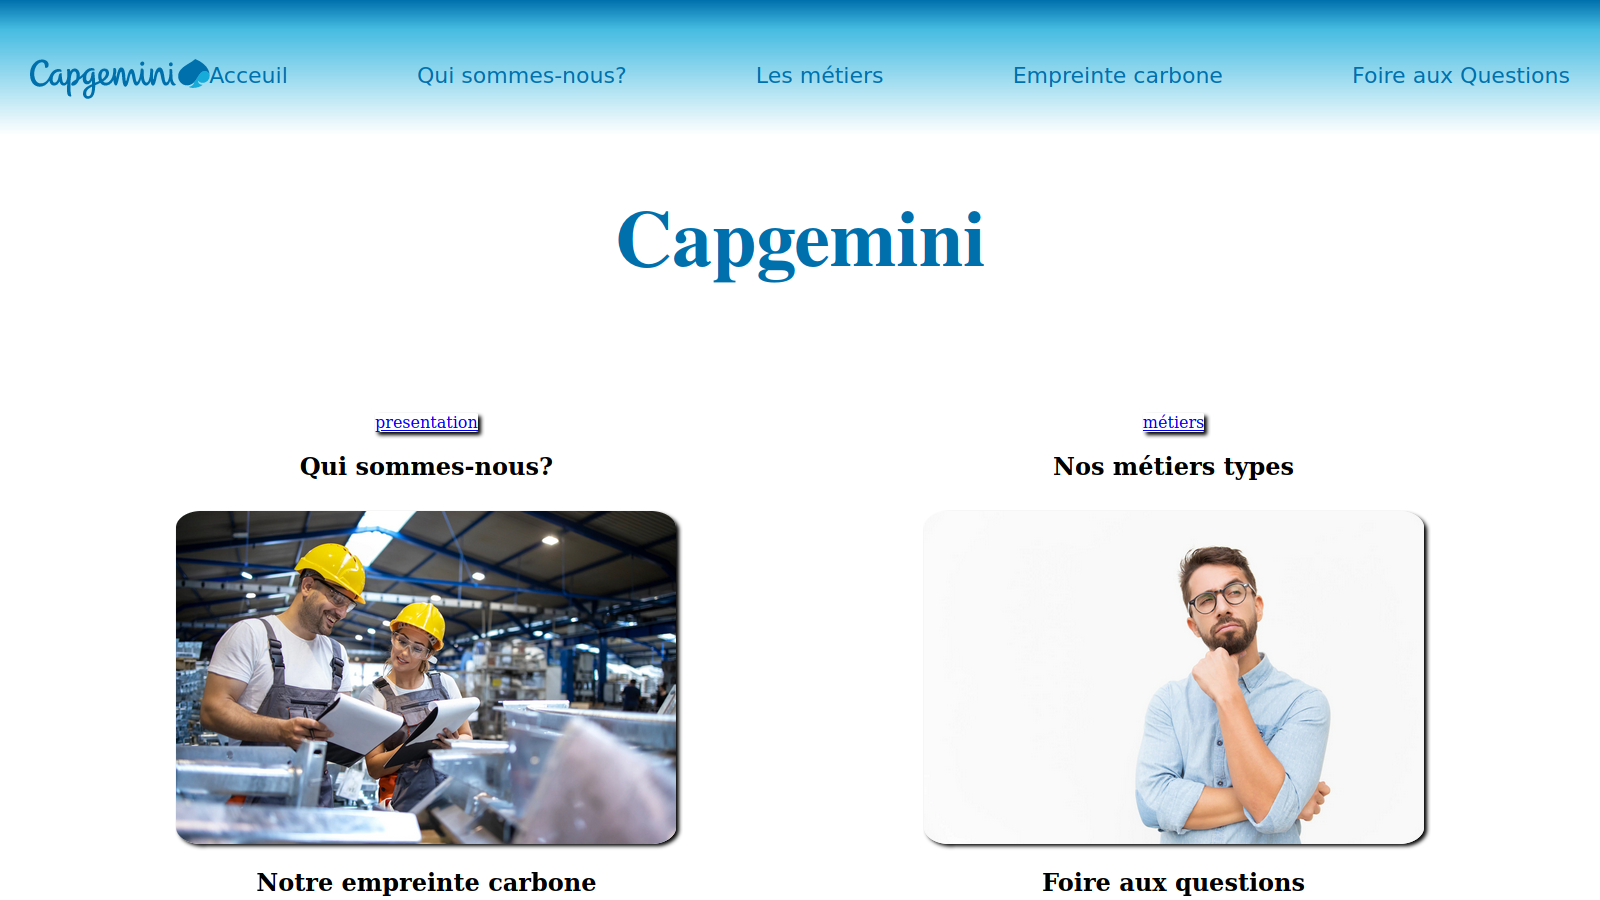 Capgemini Acceuil Qui sommes-nous? Les métiers Empreinte carbone Foire aux Questions
Capgemini
presentation métiers
Qui sommes-nous? Nos métiers types
Notre empreinte carbone Foire aux questions